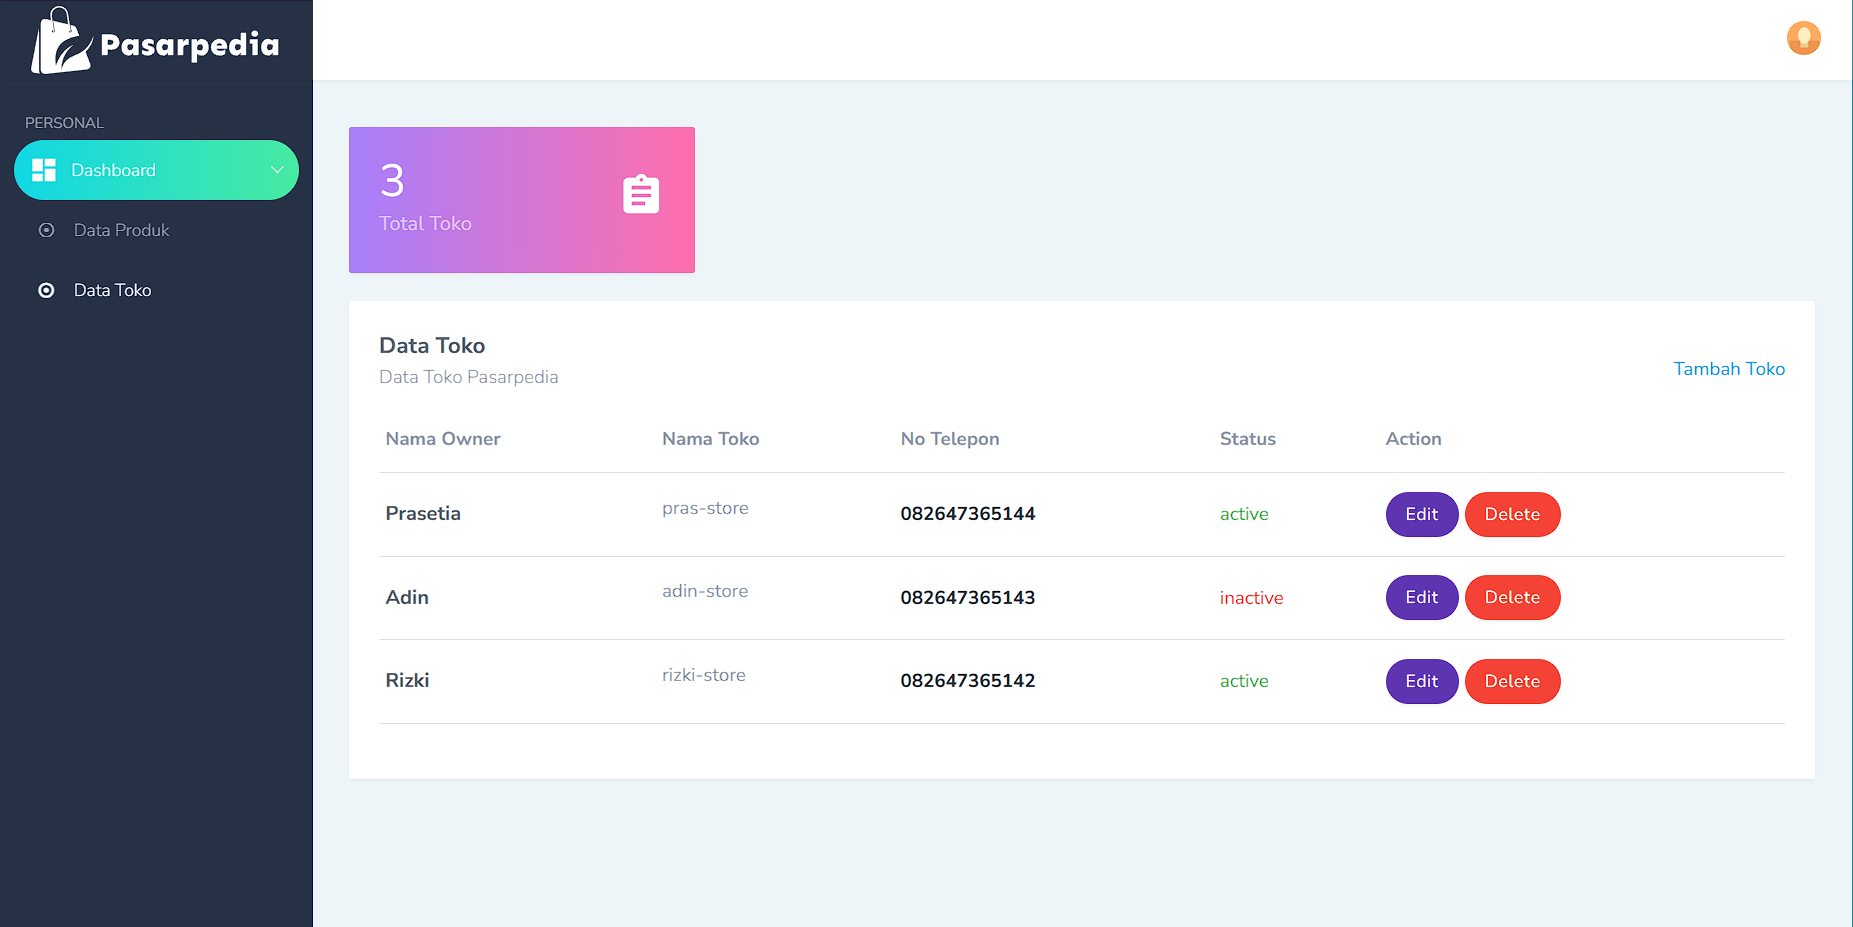 Pasarpedia
PERSONAL
Dashboard
Data Produk
Data Toko
3
Total Toko
Data Toko
Data Toko Pasarpedia
Tambah Toko
Nama Owner Nama Toko No Telepon Status Action
Prasetia pras-store 082647365144 active Edit Delete
Adin adin-store 082647365143 inactive Edit Delete
Rizki rizki-store 082647365142 active Edit Delete